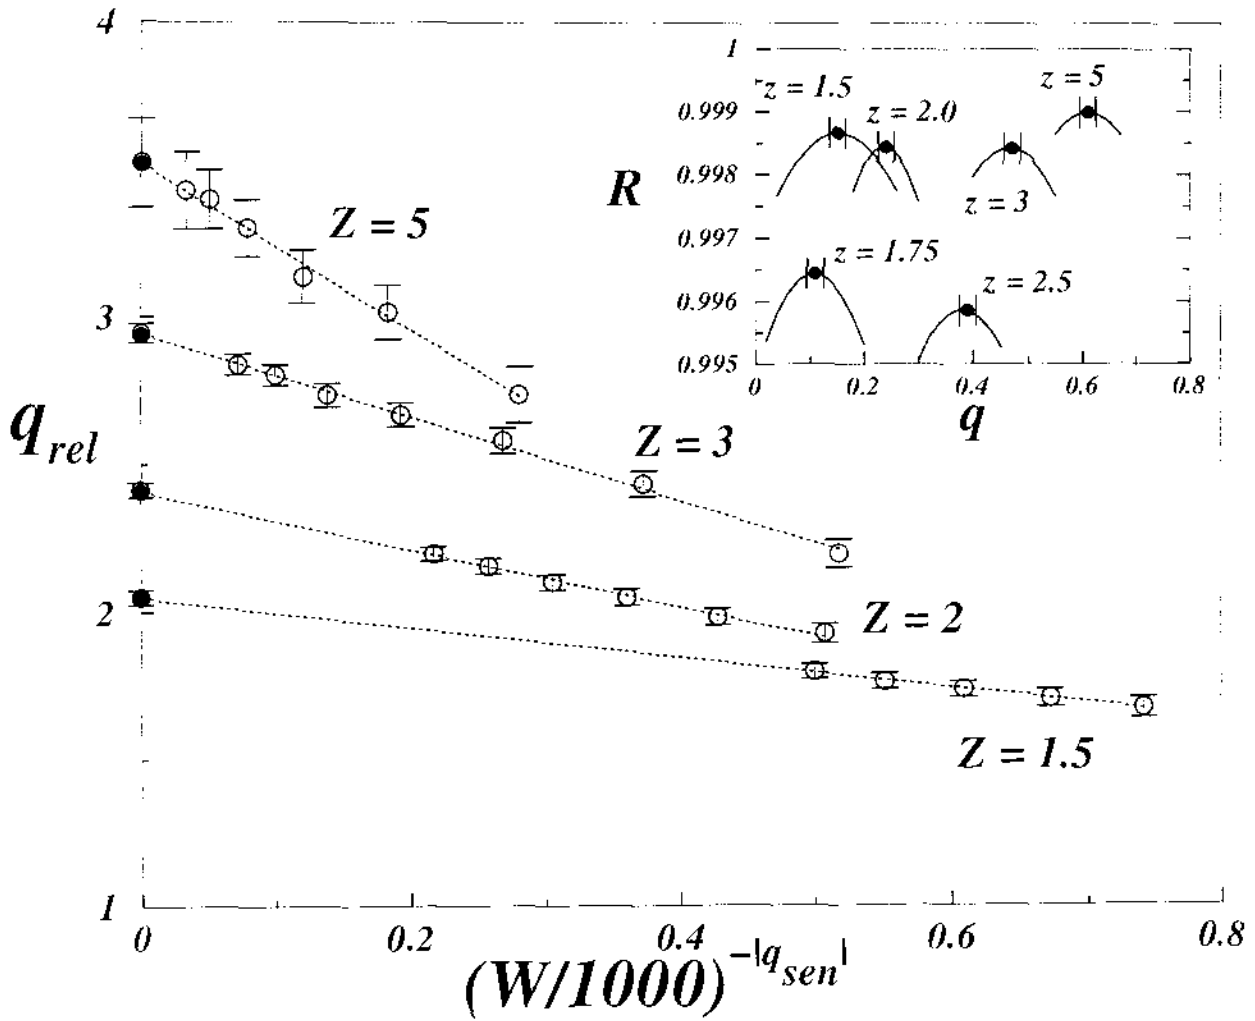 4
3
2
1
q_rel
0
0.2
0.4
0.6
0.8
(W/1000)^-|q_sen|
Z = 5
Z = 3
Z = 2
Z = 1.5
1
0.999
0.998
0.997
0.996
0.995
R
z = 1.5
z = 2.0
z = 5
z = 3
z = 1.75
z = 2.5
0
0.2
0.4
0.6
0.8
q